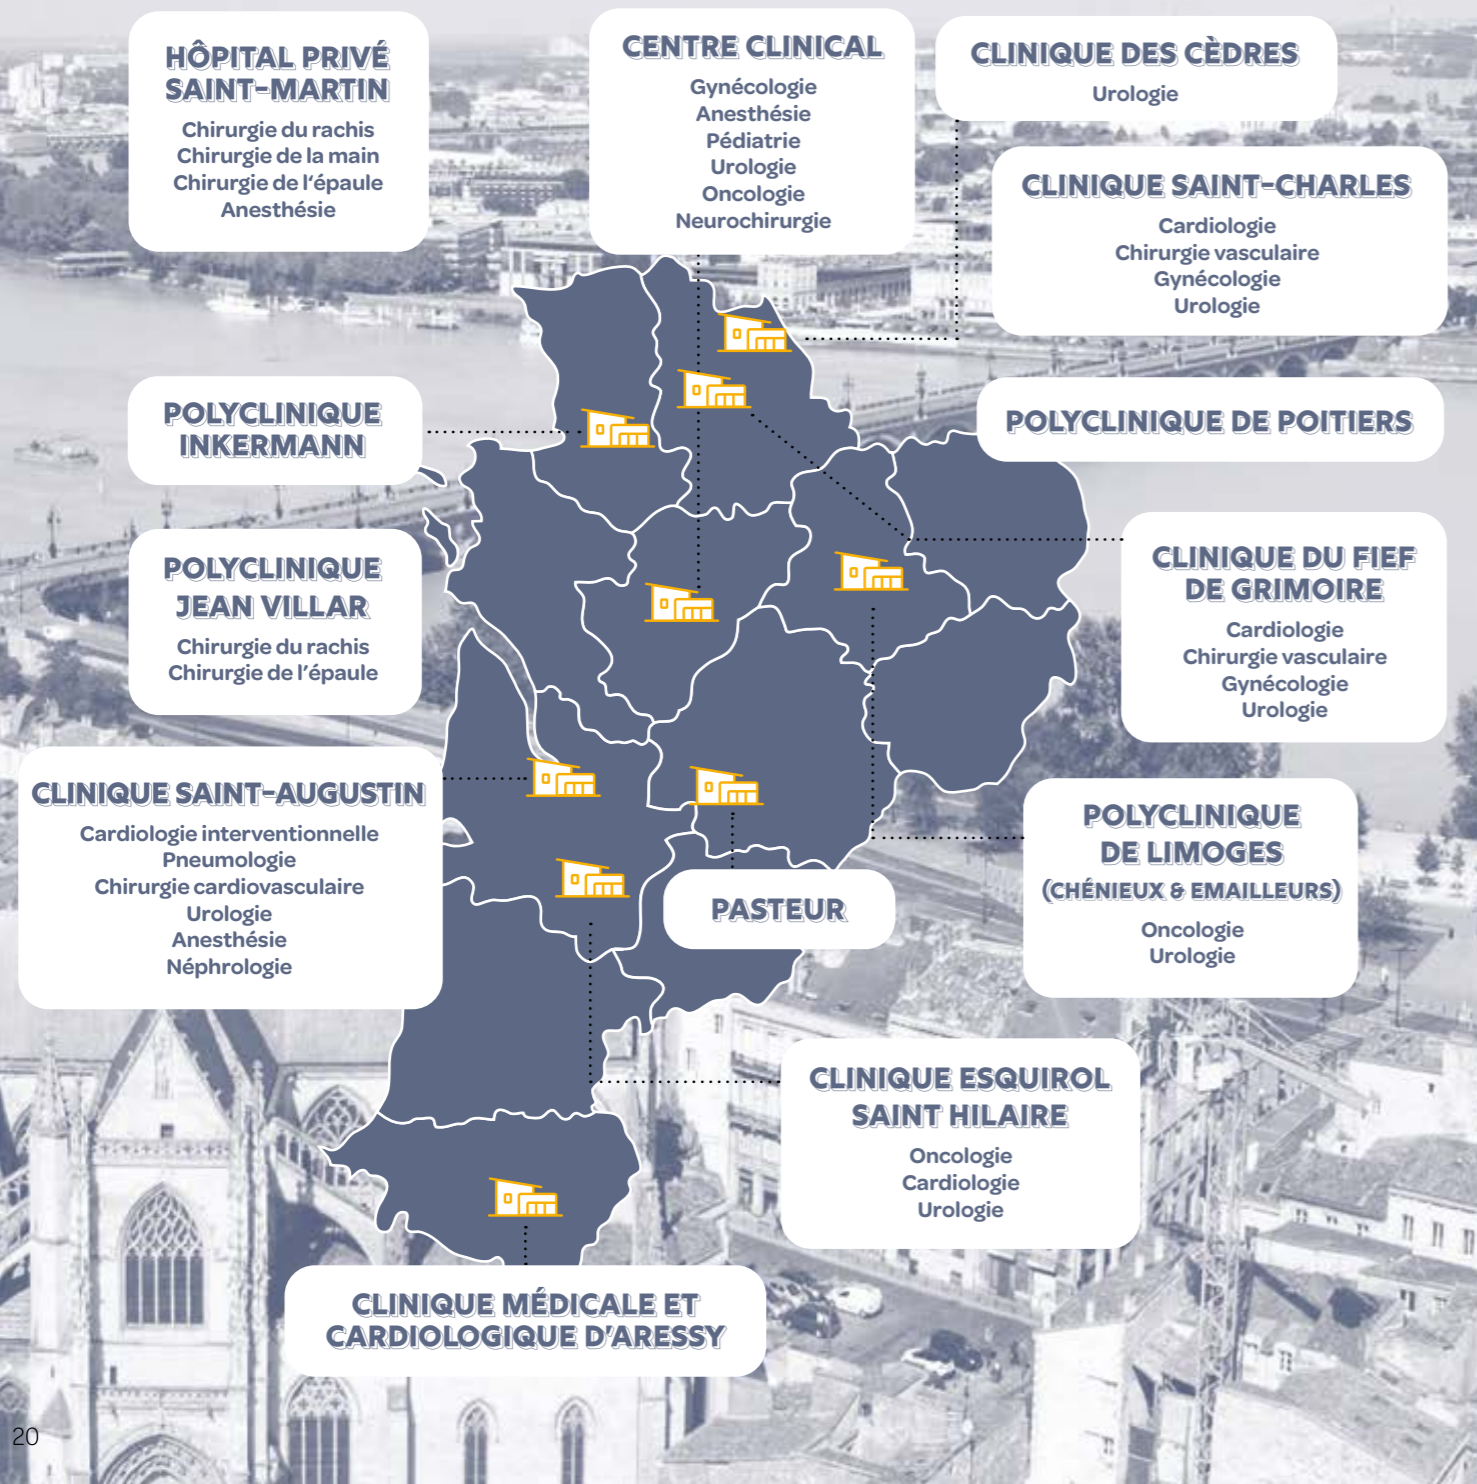 HÔPITAL PRIVÉ
SAINT-MARTIN
Chirurgie du rachis
Chirurgie de la main
Chirurgie de l'épaule
Anesthésie
CENTRE CLINICAL
Gynécologie
Anesthésie
Pédiatrie
Urologie
Oncologie
Neurochirurgie
CLINIQUE DES CÈDRES
Urologie
CLINIQUE SAINT-CHARLES
Cardiologie
Chirurgie vasculaire
Gynécologie
Urologie
POLYCLINIQUE
INKERMANN
POLYCLINIQUE DE POITIERS
POLYCLINIQUE
JEAN VILLAR
Chirurgie du rachis
Chirurgie de l'épaule
CLINIQUE DU FIEF
DE GRIMOIRE
Cardiologie
Chirurgie vasculaire
Gynécologie
Urologie
CLINIQUE SAINT-AUGUSTIN
Cardiologie interventionnelle
Pneumologie
Chirurgie cardiovasculaire
Urologie
Anesthésie
Néphrologie
PASTEUR
POLYCLINIQUE
DE LIMOGES
(CHÉNIEUX & EMAILLEURS)
Oncologie
Urologie
CLINIQUE ESQUIROL
SAINT HILAIRE
Oncologie
Cardiologie
Urologie
CLINIQUE MÉDICALE ET
CARDIOLOGIQUE D'ARESSY
20